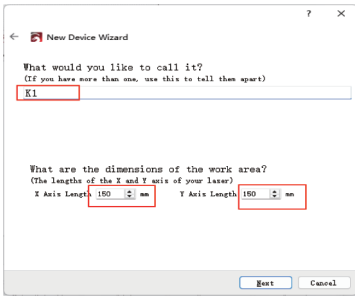 ? ×
← New Device Wizard
What would you like to call it?
(If you have more than one, use this to tell them apart)
K1
What are the dimensions of the work area?
(The lengths of the X and Y axis of your laser)
X Axis Length 150 mm Y Axis Length 150 mm
Next Cancel